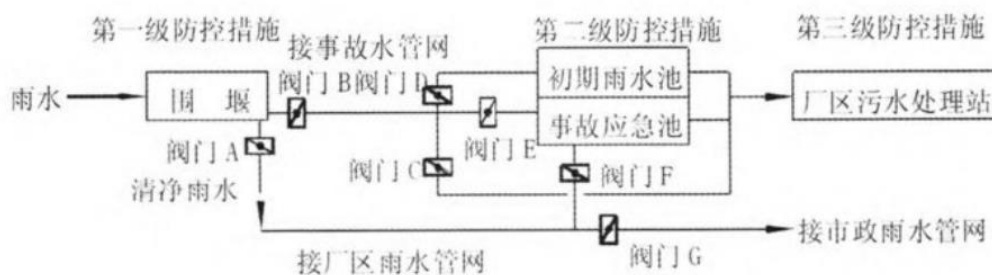 第一级防控措施
第二级防控措施
第三级防控措施
接事故水管网
阀门B阀门D
雨水
围堰
初期雨水池
事故应急池
厂区污水处理站
阀门A
阀门E
阀门C
阀门F
清净雨水
接厂区雨水管网
阀门G
接市政雨水管网